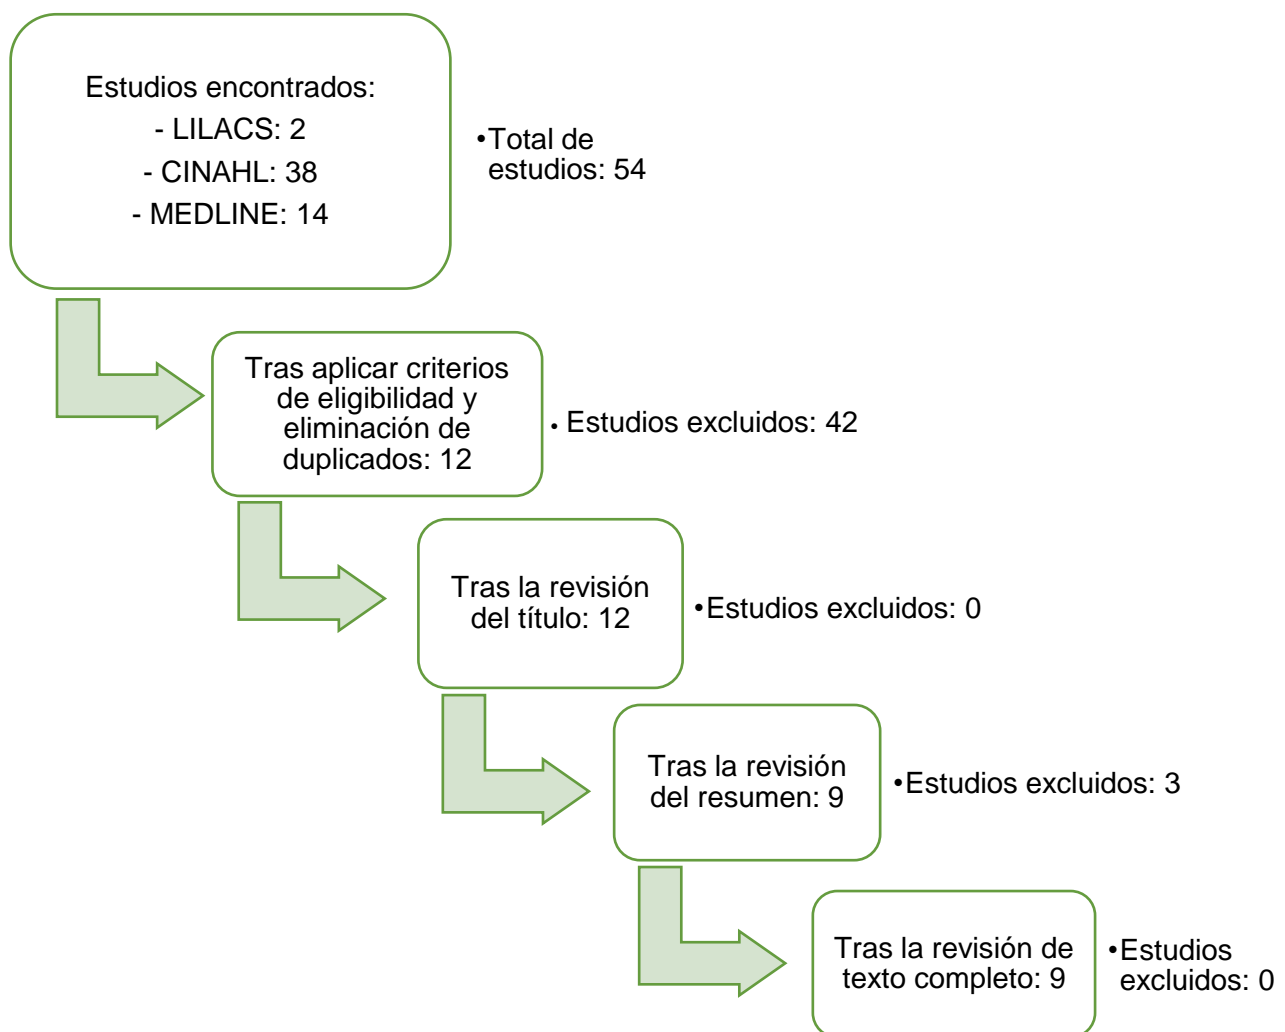 Estudios encontrados:
- LILACS: 2
- CINAHL: 38
- MEDLINE: 14
•Total de
estudios: 54
Tras aplicar criterios
de eligibilidad y
eliminación de
duplicados: 12
• Estudios excluidos: 42
Tras la revisión
del título: 12
•Estudios excluidos: 0
Tras la revisión
del resumen: 9
•Estudios excluidos: 3
Tras la revisión de
texto completo: 9
•Estudios
excluidos: 0